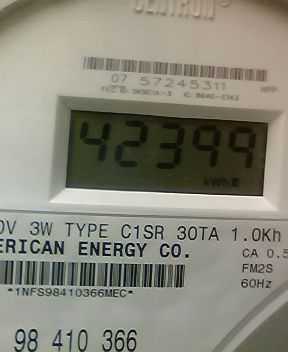 CENTRON®
07 57245311
42399
kWh
0V 3W TYPE C1SR 30TA 1.0Kh
ERICAN ENERGY CO.
CA 0.5
FM2S
60Hz
*1NFS98410366MEC*
98 410 366